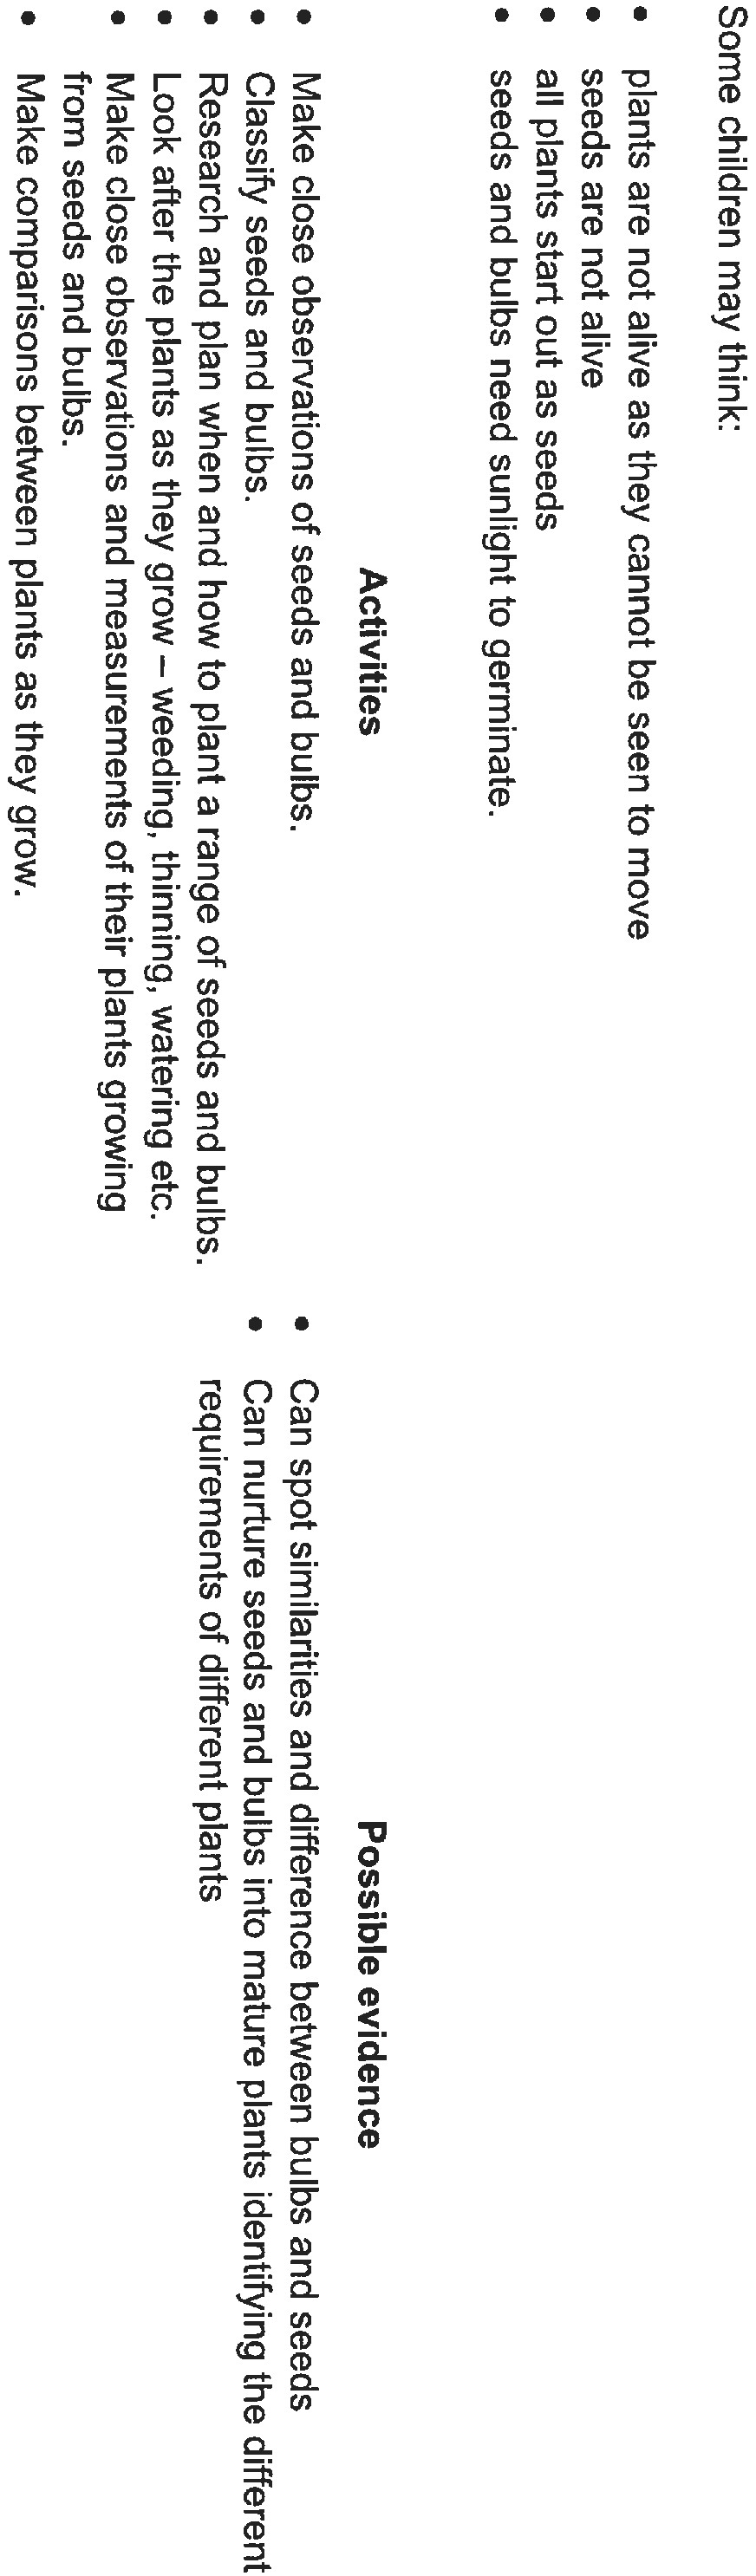 Some children may think:
• plants are not alive as they cannot be seen to move
• seeds are not alive
• all plants start out as seeds
• seeds and bulbs need sunlight to germinate.
Activities
• Make close observations of seeds and bulbs.
• Classify seeds and bulbs.
• Research and plan when and how to plant a range of seeds and bulbs.
• Look after the plants as they grow – weeding, thinning, watering etc.
• Make close observations and measurements of their plants growing
from seeds and bulbs.
• Make comparisons between plants as they grow.
Possible evidence
• Can spot similarities and difference between bulbs and seeds
• Can nurture seeds and bulbs into mature plants identifying the different
requirements of different plants